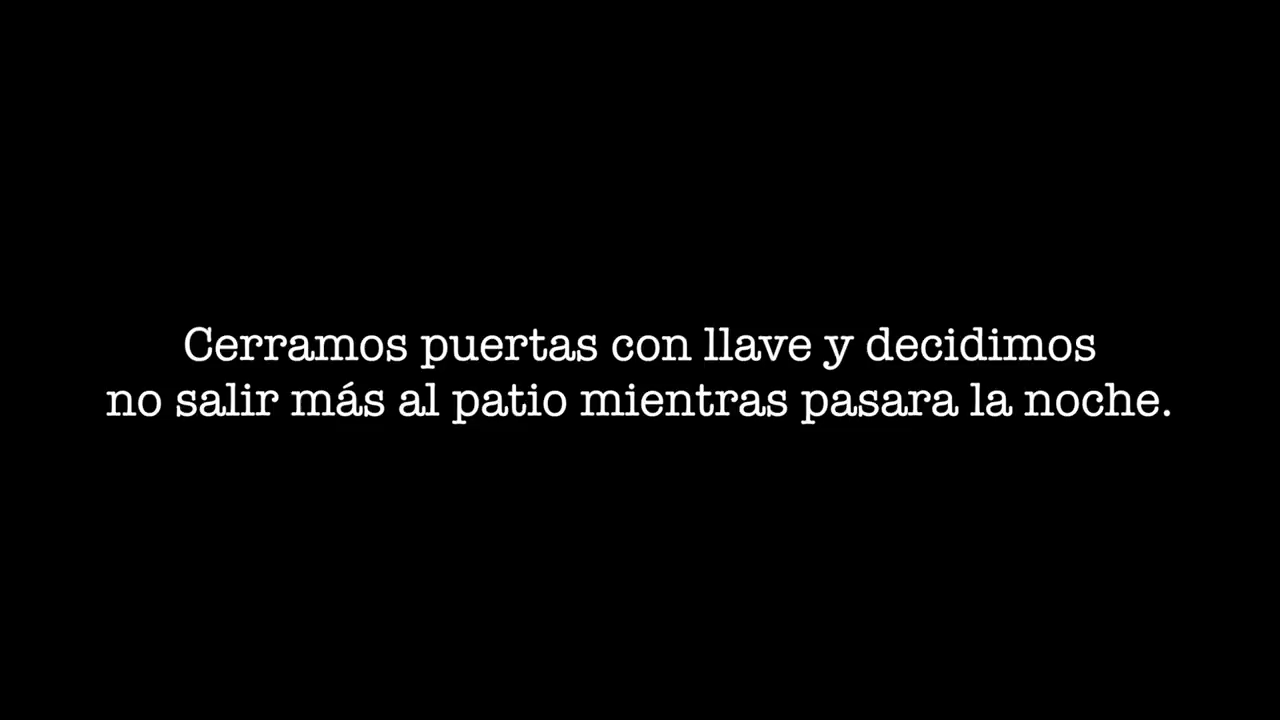 Cerramos puertas con llave y decidimos
no salir más al patio mientras pasara la noche.